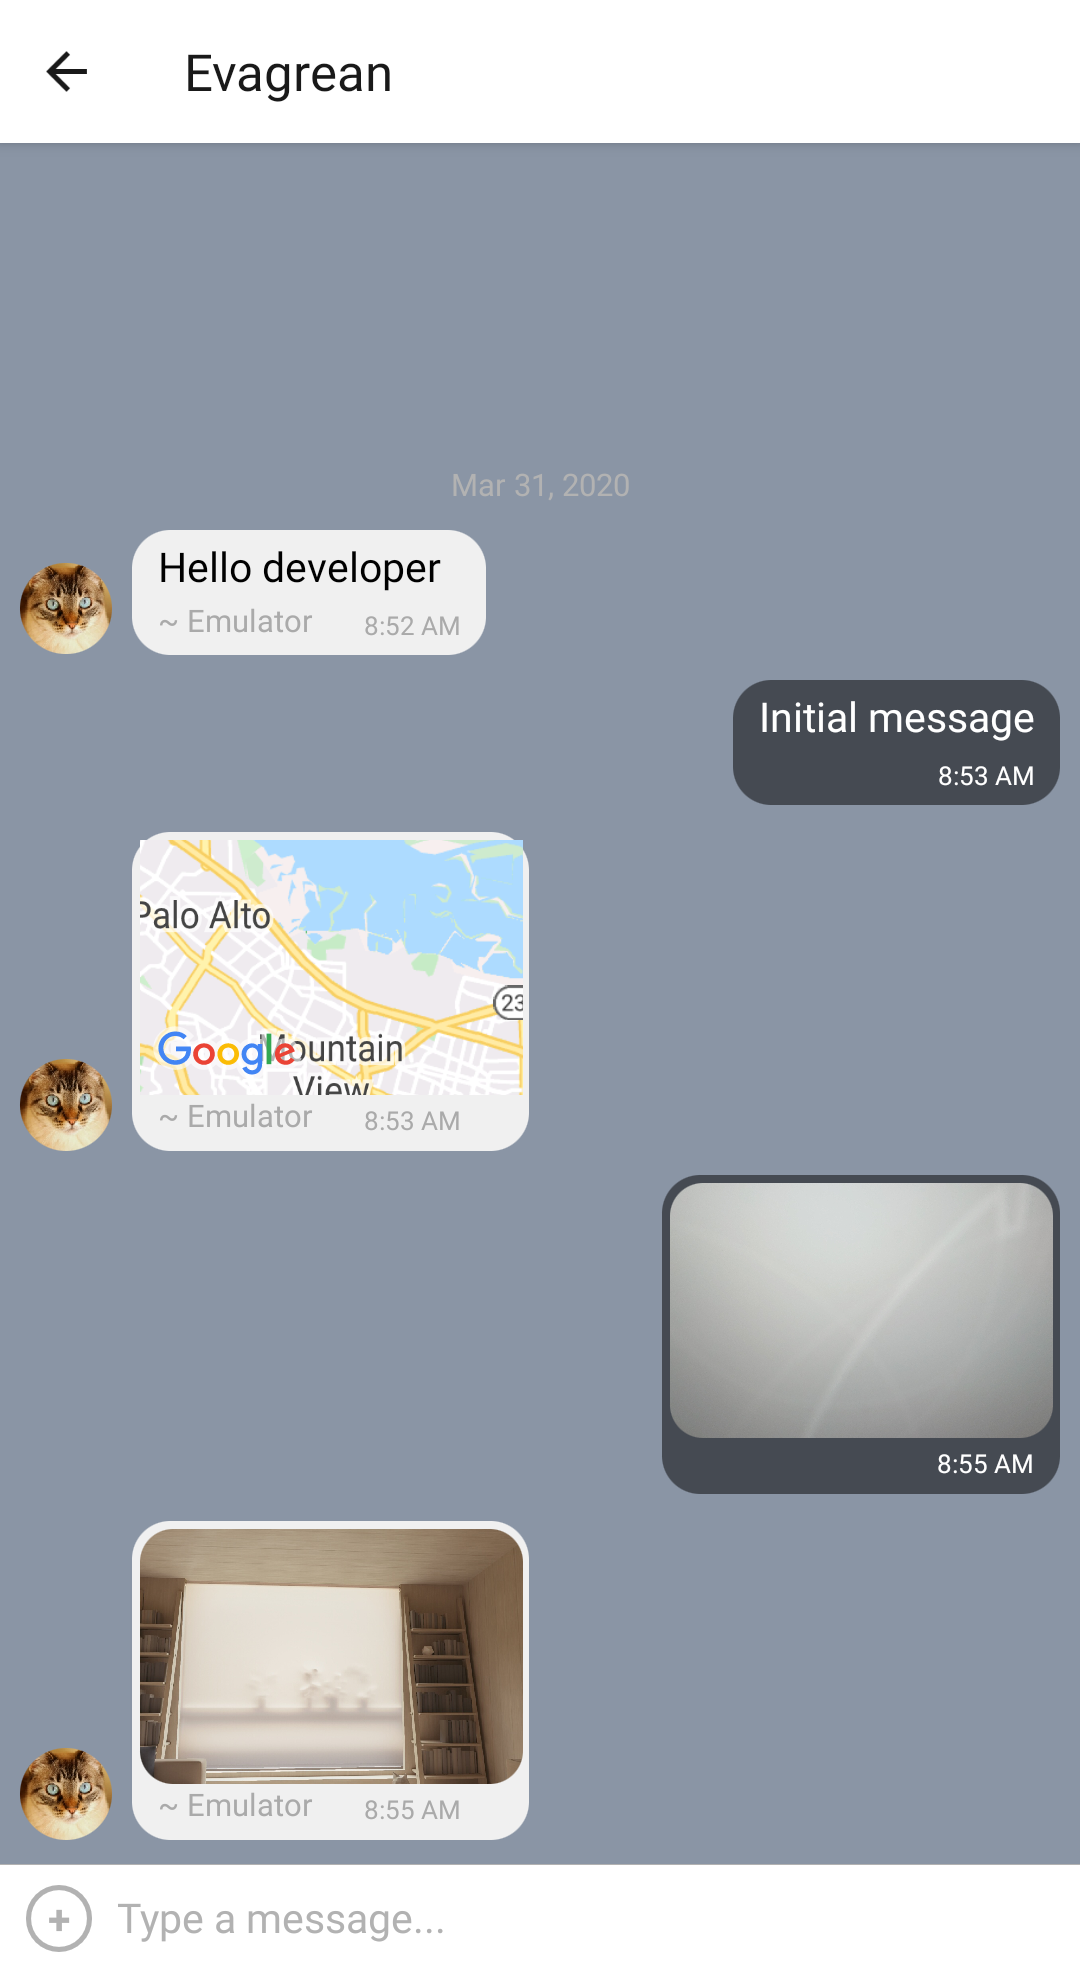 Evagrean
Mar 31, 2020
Hello developer
~ Emulator 8:52 AM
Initial message
8:53 AM
Palo Alto
23
Google Mountain
View
~ Emulator 8:53 AM
8:55 AM
~ Emulator 8:55 AM
Type a message...